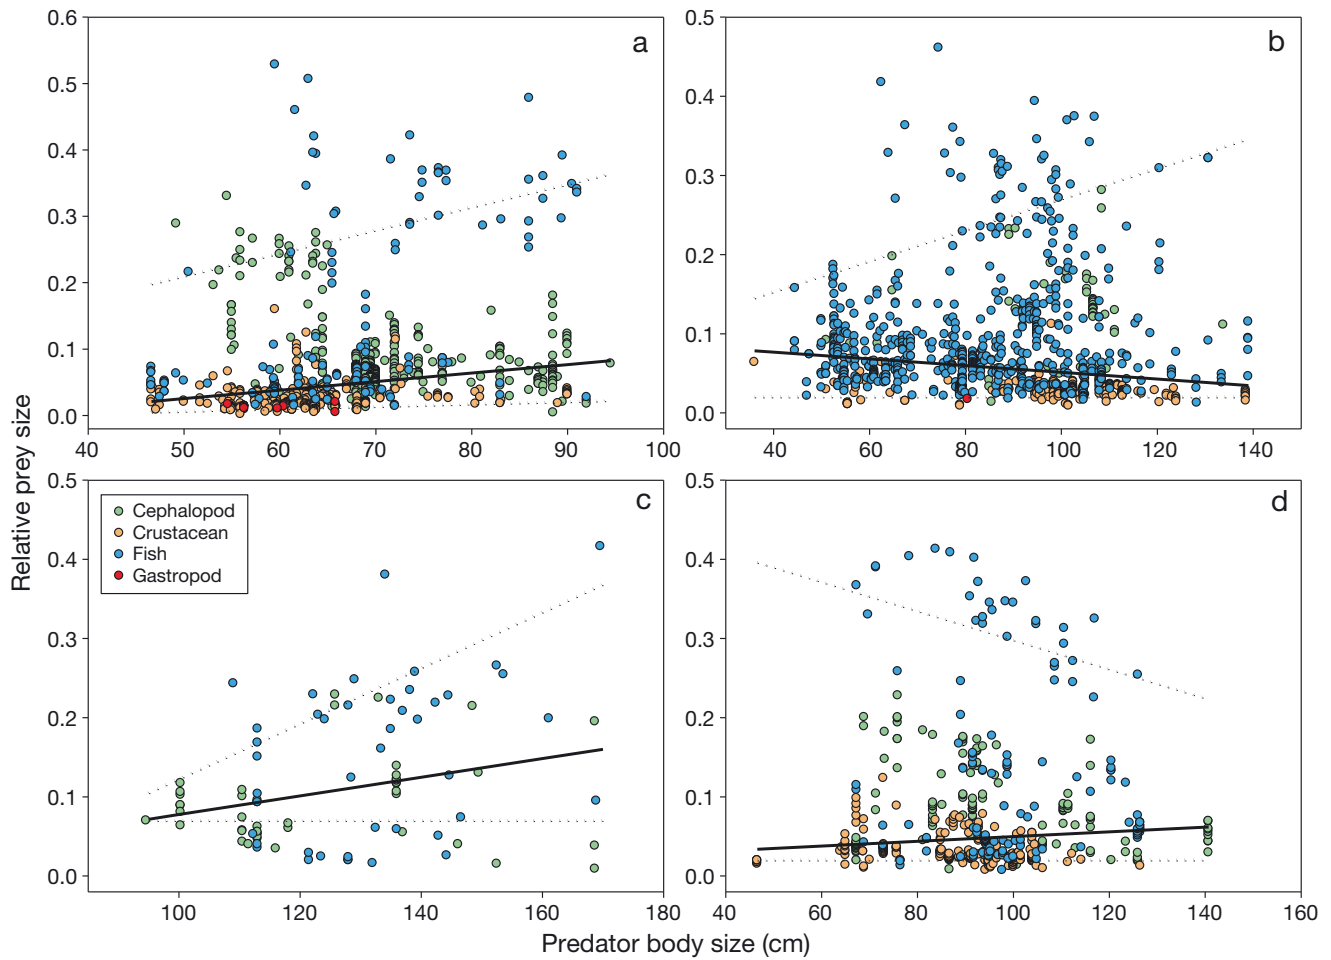 a
0.6
0.5
0.4
0.3
0.2
0.1
0.0
40 50 60 70 80 90 100
b
0.5
0.4
0.3
0.2
0.1
0.0
40 60 80 100 120 140
c
Cephalopod
Crustacean
Fish
Gastropod
0.5
0.4
0.3
0.2
0.1
0.0
100 120 140 160 180
d
0.5
0.4
0.3
0.2
0.1
0.0
40 60 80 100 120 140 160
Relative prey size
Predator body size (cm)